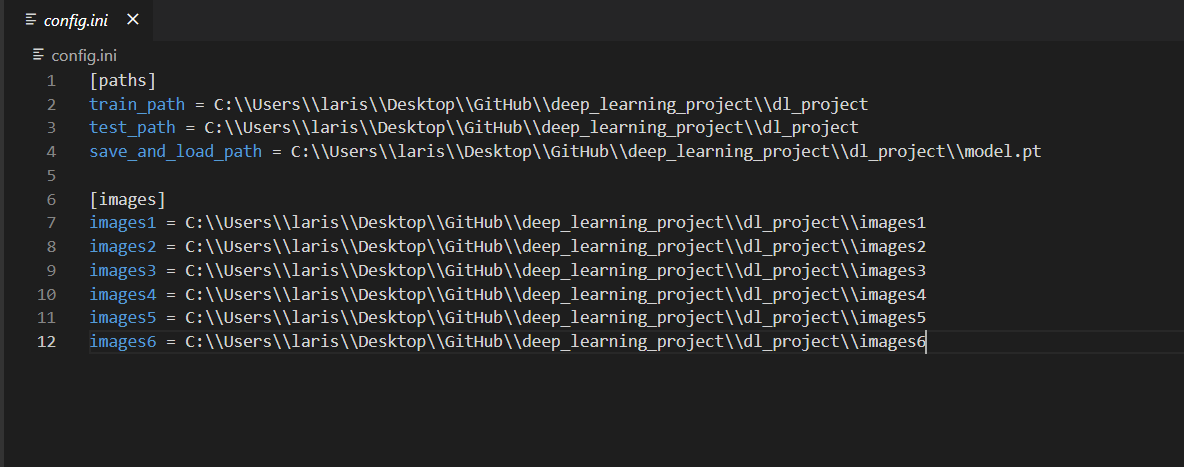 config.ini
config.ini
1 [paths]
2 train_path = C:\\Users\\laris\\Desktop\\GitHub\\deep_learning_project\\dl_project
3 test_path = C:\\Users\\laris\\Desktop\\GitHub\\deep_learning_project\\dl_project
4 save_and_load_path = C:\\Users\\laris\\Desktop\\GitHub\\deep_learning_project\\dl_project\\model.pt
5
6 [images]
7 images1 = C:\\Users\\laris\\Desktop\\GitHub\\deep_learning_project\\dl_project\\images1
8 images2 = C:\\Users\\laris\\Desktop\\GitHub\\deep_learning_project\\dl_project\\images2
9 images3 = C:\\Users\\laris\\Desktop\\GitHub\\deep_learning_project\\dl_project\\images3
10 images4 = C:\\Users\\laris\\Desktop\\GitHub\\deep_learning_project\\dl_project\\images4
11 images5 = C:\\Users\\laris\\Desktop\\GitHub\\deep_learning_project\\dl_project\\images5
12 images6 = C:\\Users\\laris\\Desktop\\GitHub\\deep_learning_project\\dl_project\\images6